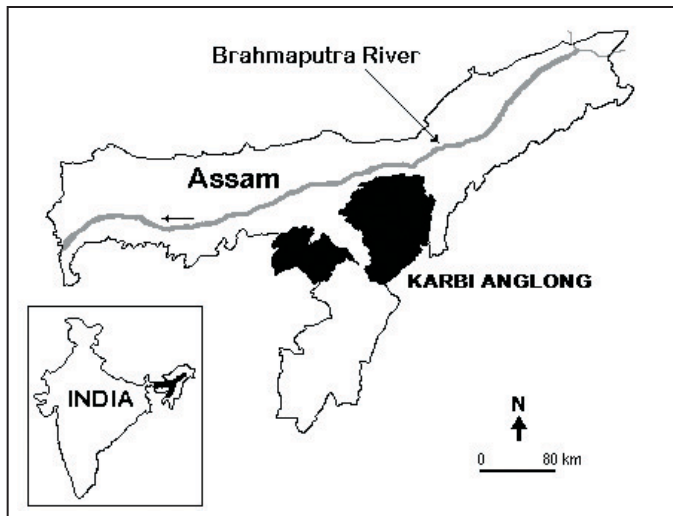 Brahmaputra River
Assam
KARBI ANGLONG
INDIA
N
0 80 km